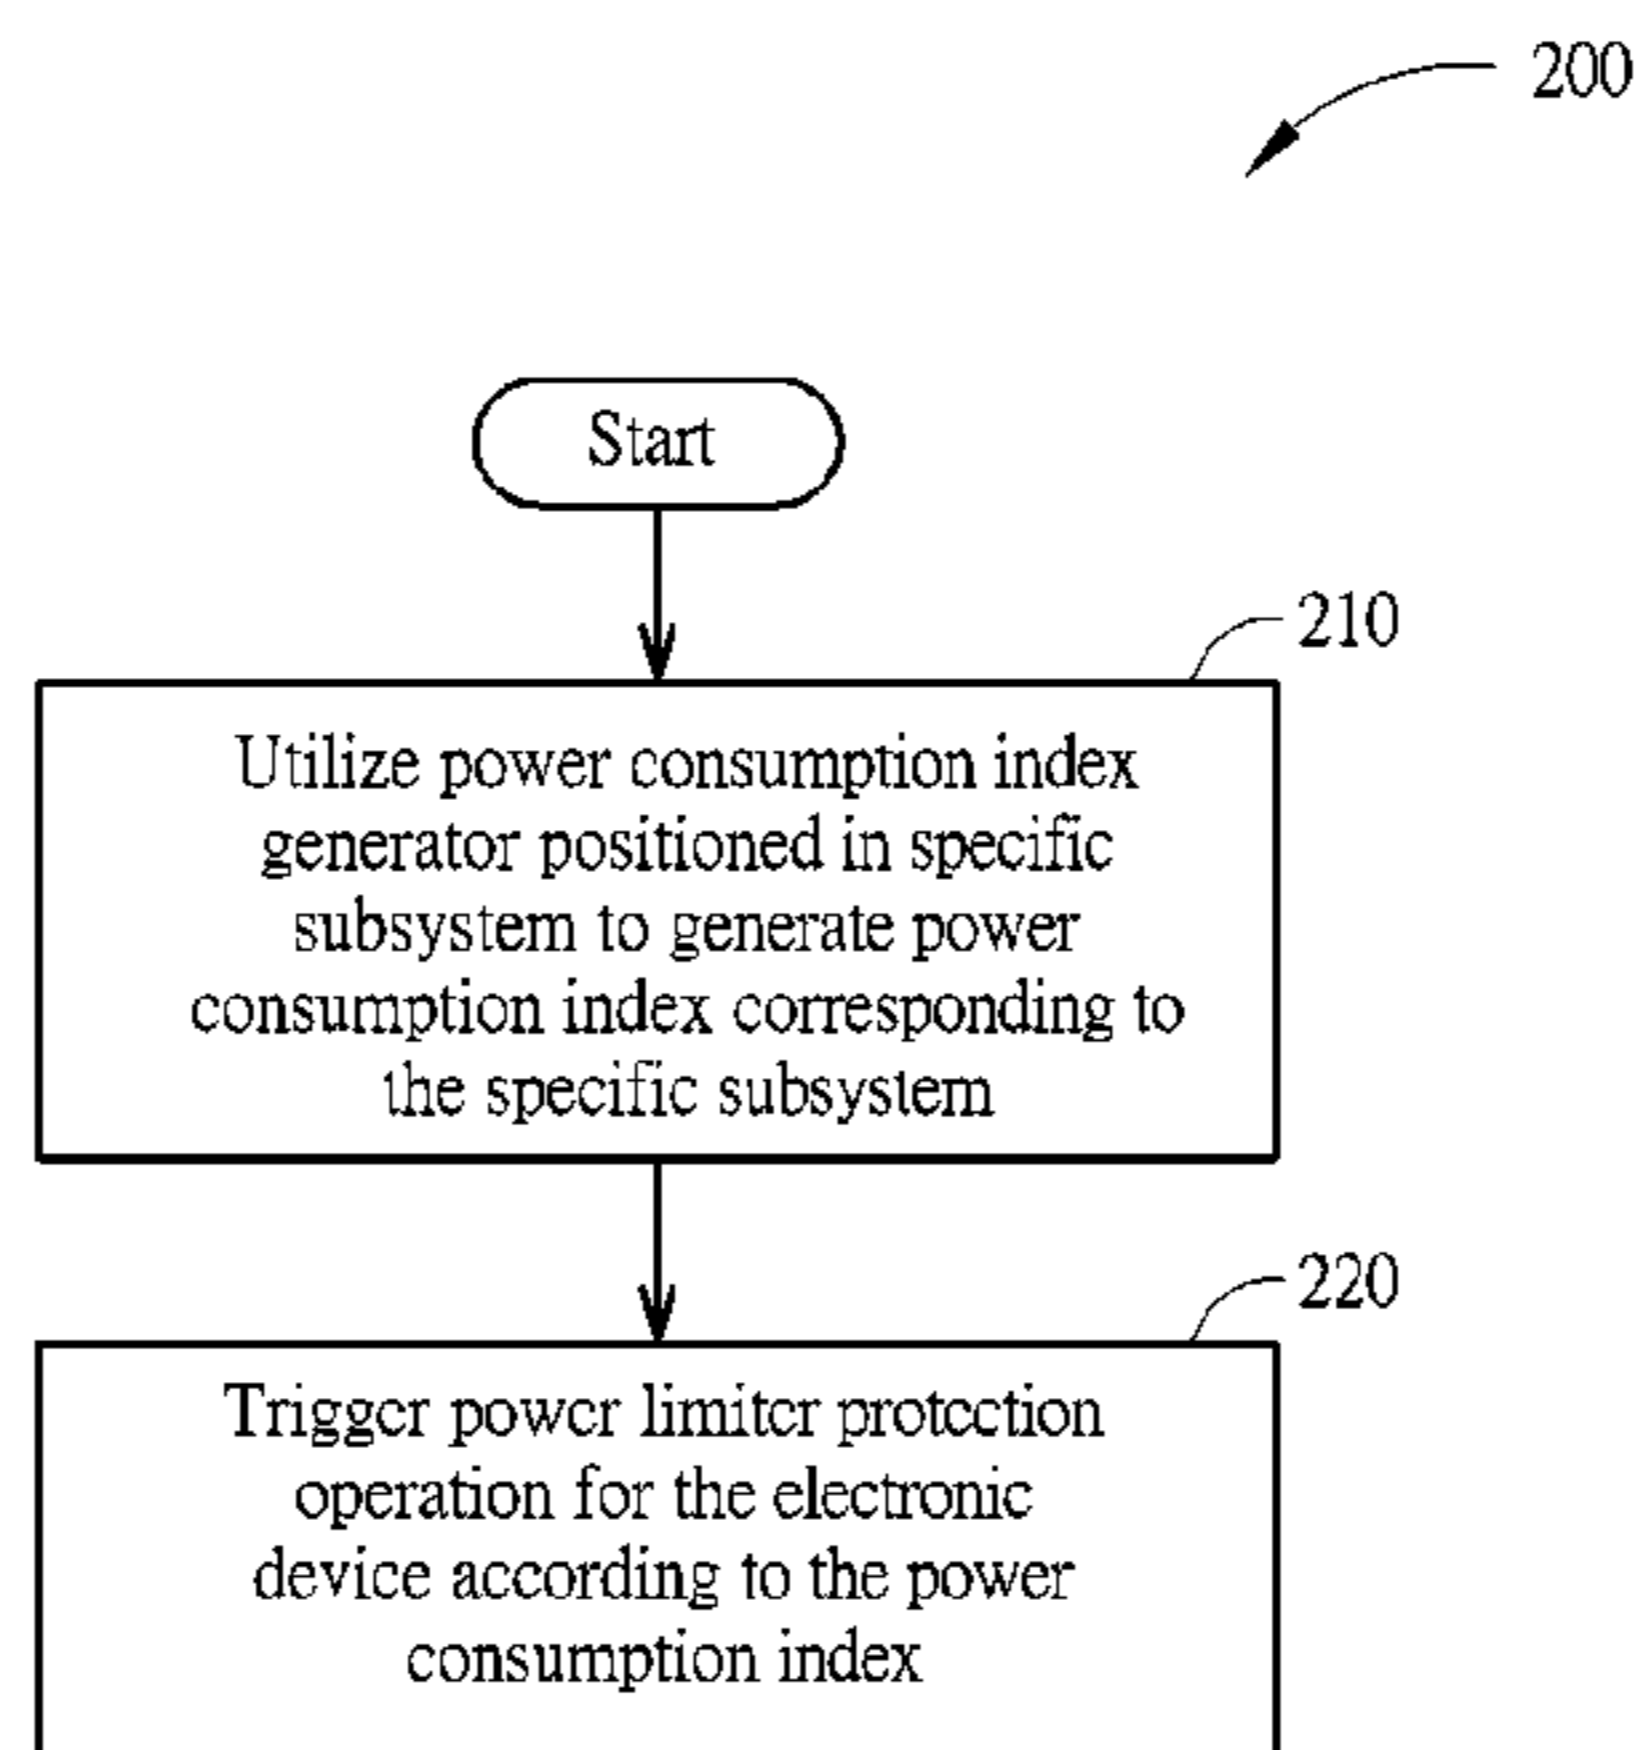 200
Start
210
Utilize power consumption index
generator positioned in specific
subsystem to generate power
consumption index corresponding to
the specific subsystem
220
Trigger power limiter protection
operation for the electronic
device according to the power
consumption index